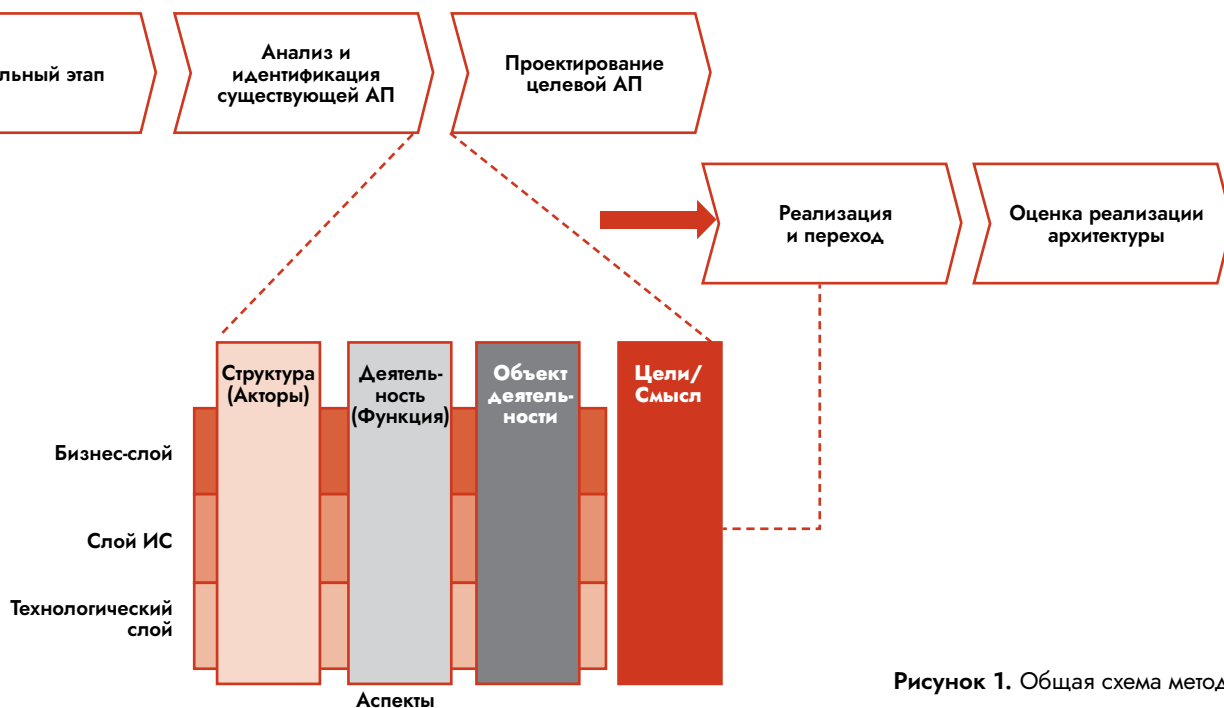 льный этап
Анализ и
идентификация
существующей АП
Проектирование
целевой АП
Реализация
и переход
Оценка реализации
архитектуры
Структура
(Акторы)
Деятель-
ность
(Функция)
Объект
деятель-
ности
Цели/
Смысл
Бизнес-слой
Слой ИС
Технологический
слой
Аспекты
Рисунок 1. Общая схема метод